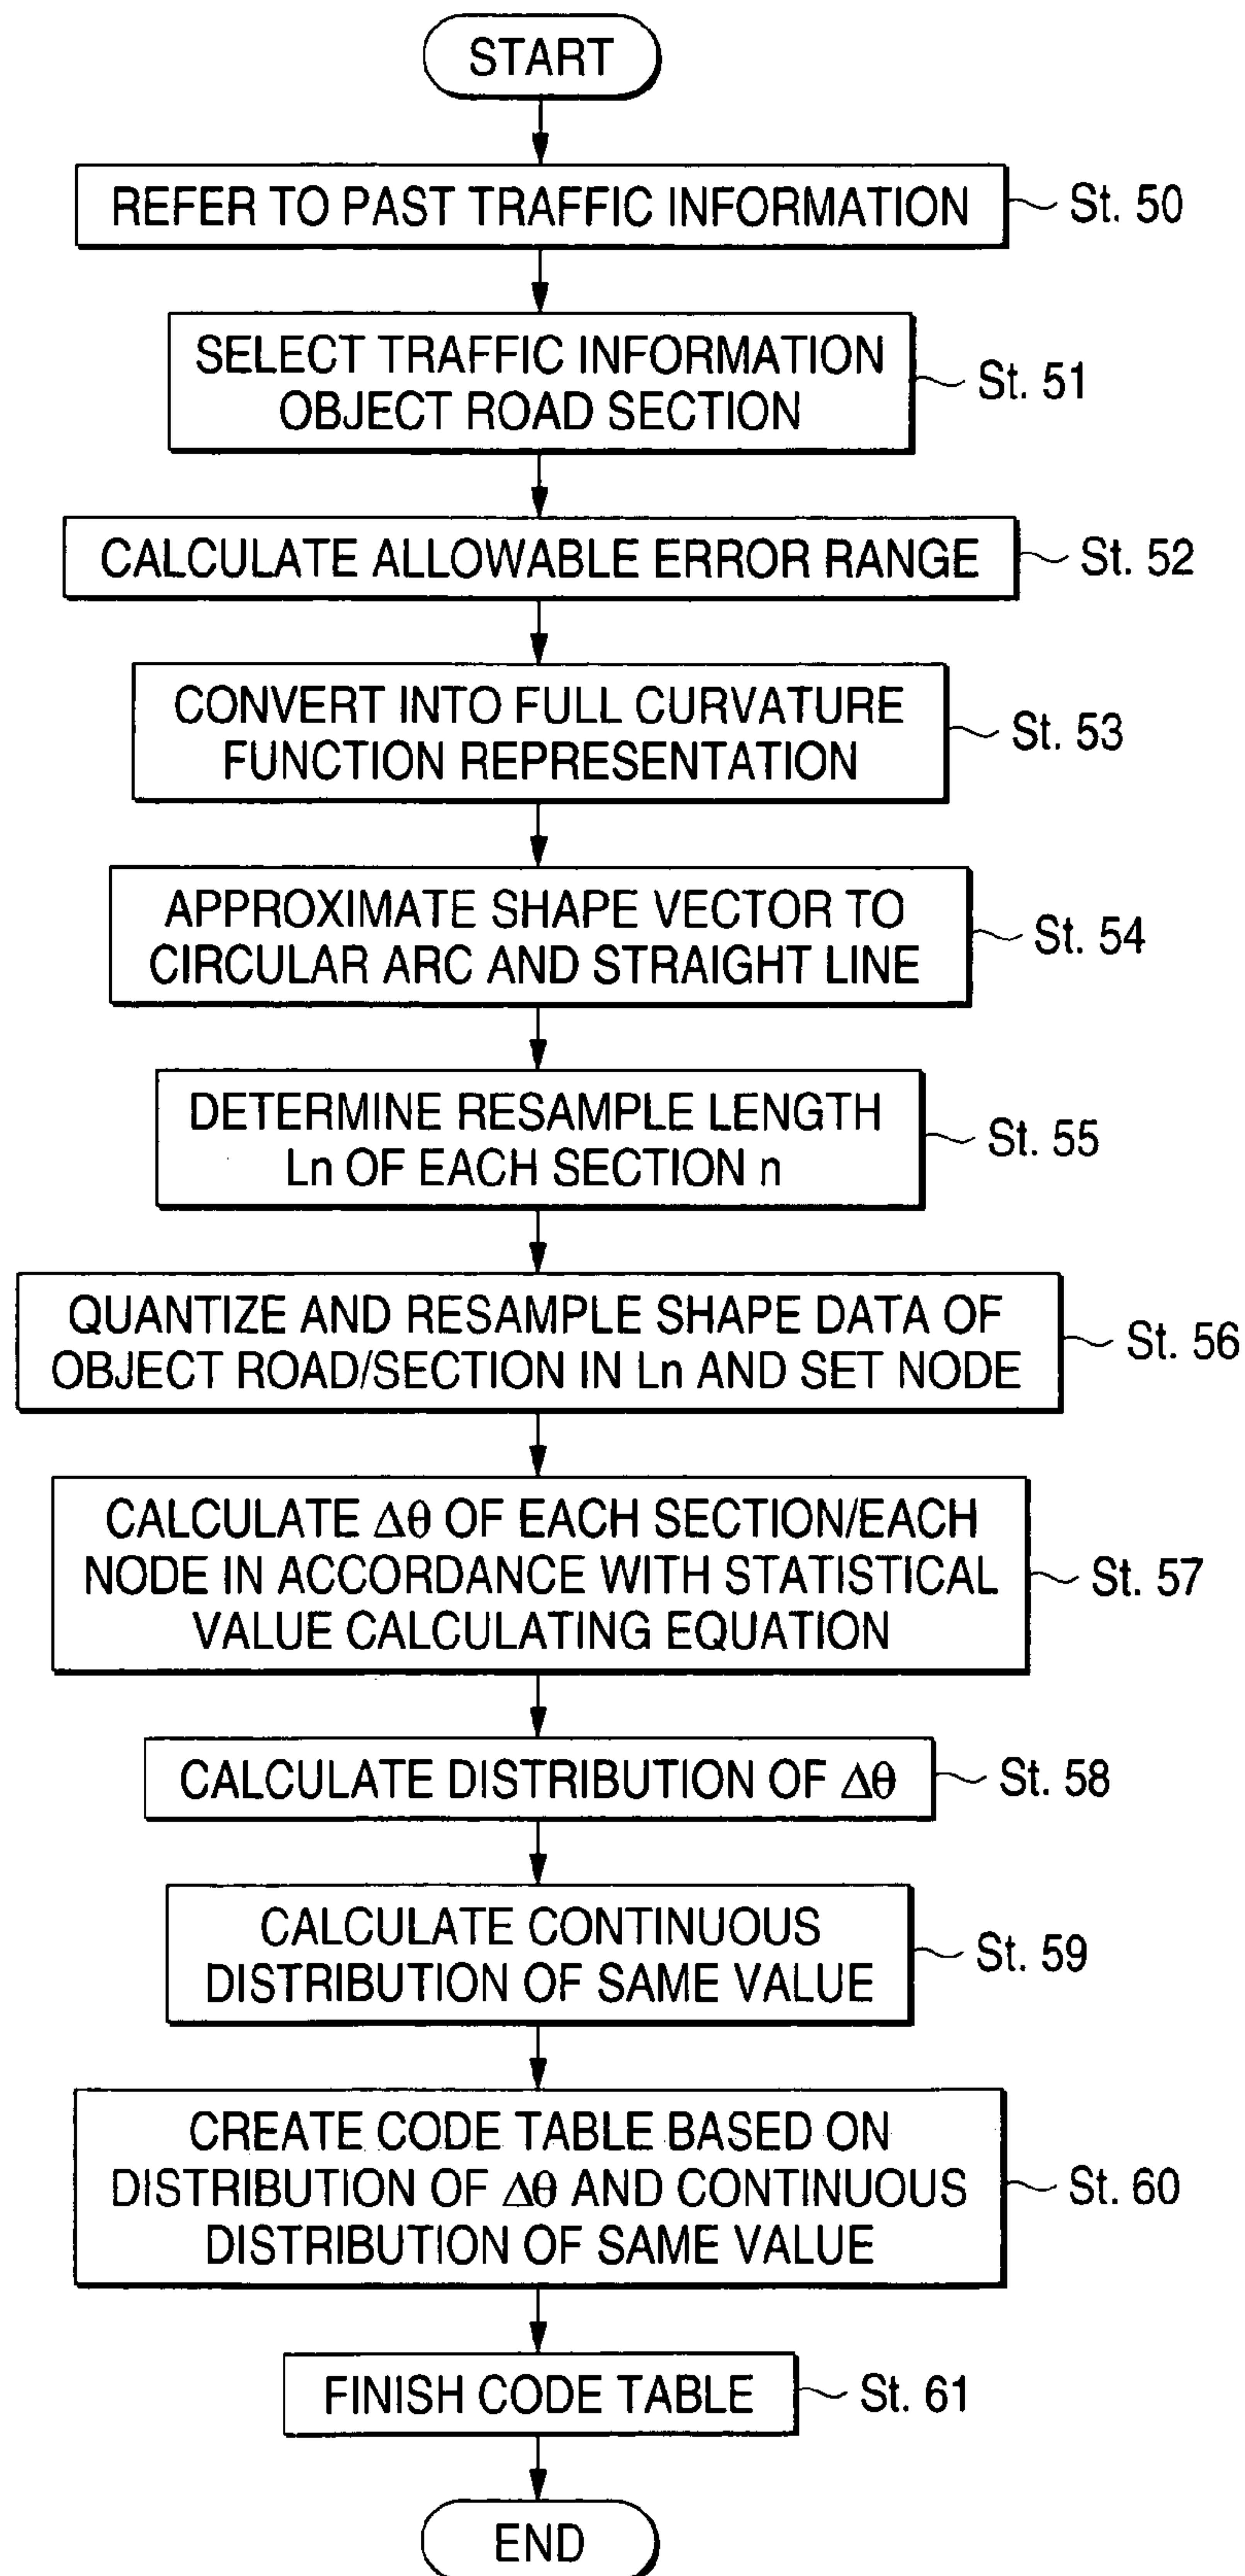 START
REFER TO PAST TRAFFIC INFORMATION
St. 50
SELECT TRAFFIC INFORMATION
OBJECT ROAD SECTION
St. 51
CALCULATE ALLOWABLE ERROR RANGE
St. 52
CONVERT INTO FULL CURVATURE
FUNCTION REPRESENTATION
St. 53
APPROXIMATE SHAPE VECTOR TO
CIRCULAR ARC AND STRAIGHT LINE
St. 54
DETERMINE RESAMPLE LENGTH
Ln OF EACH SECTION n
St. 55
QUANTIZE AND RESAMPLE SHAPE DATA OF
OBJECT ROAD/SECTION IN Ln AND SET NODE
St. 56
CALCULATE Δθ OF EACH SECTION/EACH
NODE IN ACCORDANCE WITH STATISTICAL
VALUE CALCULATING EQUATION
St. 57
CALCULATE DISTRIBUTION OF Δθ
St. 58
CALCULATE CONTINUOUS
DISTRIBUTION OF SAME VALUE
St. 59
CREATE CODE TABLE BASED ON
DISTRIBUTION OF Δθ AND CONTINUOUS
DISTRIBUTION OF SAME VALUE
St. 60
FINISH CODE TABLE
St. 61
END